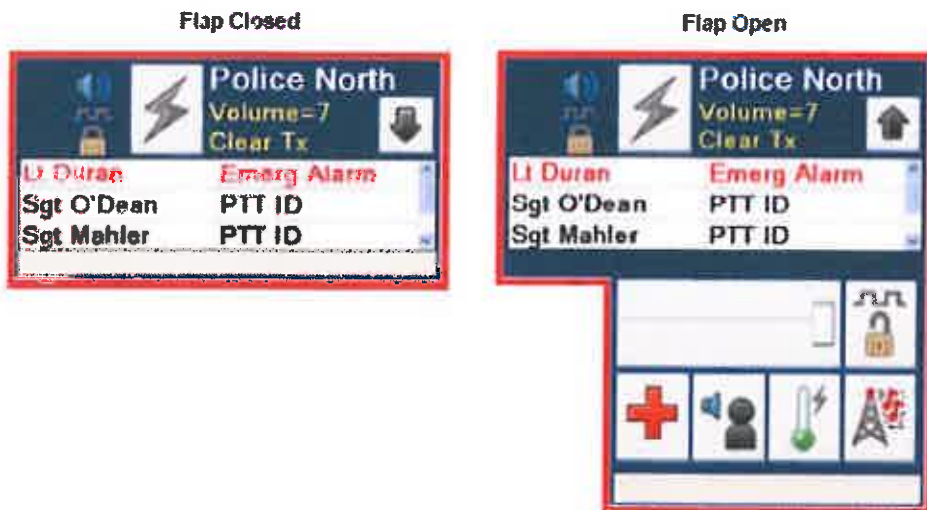 Flap Closed
Police North
Volume=7
Clear Tx
Lt Duran Emerg Alarm
Sgt O'Dean PTT ID
Sgt Mahler PTT ID
Flap Open
Police North
Volume=7
Clear Tx
Lt Duran Emerg Alarm
Sgt O'Dean PTT ID
Sgt Mahler PTT ID